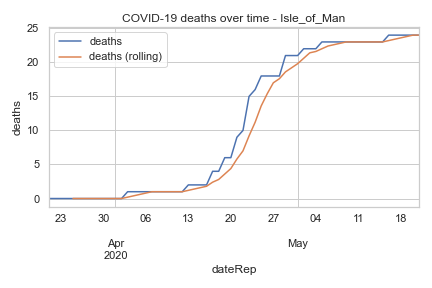 COVID-19 deaths over time - Isle_of_Man
deaths
deaths (rolling)
25
20
15
10
5
0
deaths
23 30 06 13 20 27 04 11 18
Apr May
2020
dateRep